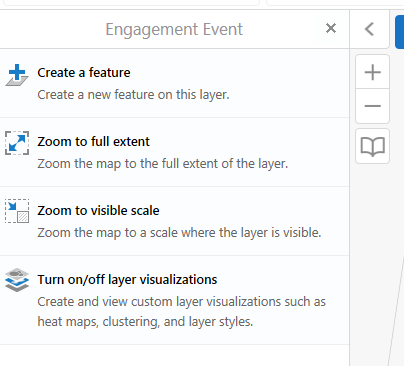 Engagement Event
Create a feature
Create a new feature on this layer.
Zoom to full extent
Zoom the map to the full extent of the layer.
Zoom to visible scale
Zoom the map to a scale where the layer is visible.
Turn on/off layer visualizations
Create and view custom layer visualizations such as
heat maps, clustering, and layer styles.